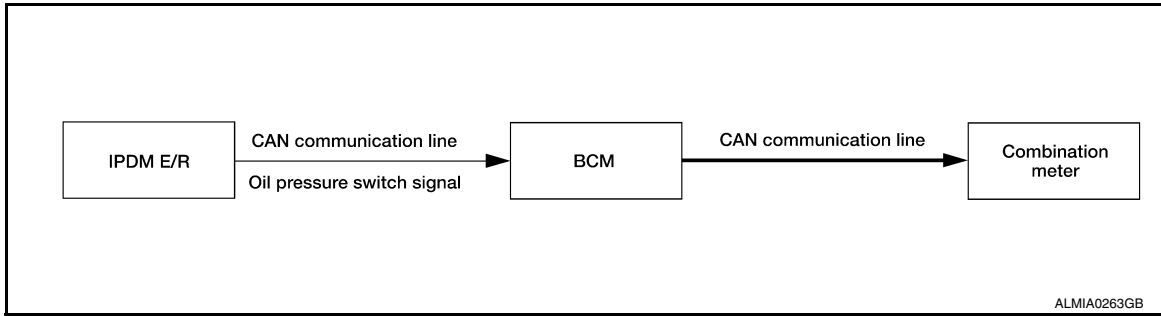 IPDM E/R
CAN communication line
Oil pressure switch signal
BCM
CAN communication line
Combination
meter
ALMIA0263GB